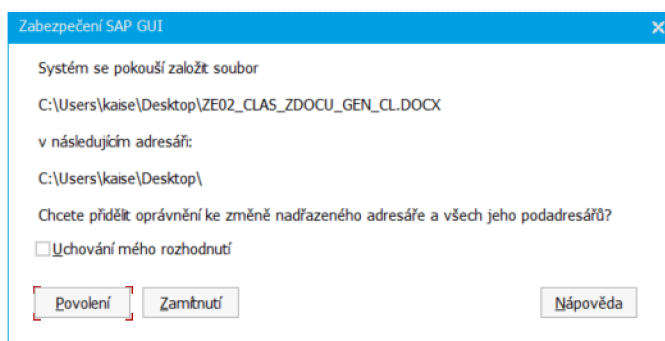 Zabezpečení SAP GUI
Systém se pokouší založit soubor
C:\Users\kaise\Desktop\ZE02_CLAS_ZDOCU_GEN_CL.DOCX
v následujícím adresáři:
C:\Users\kaise\Desktop\
Chcete přidělit oprávnění ke změně nadřazeného adresáře a všech jeho podadresářů?
Uchování mého rozhodnutí
Povolení Zamítnutí Nápověda